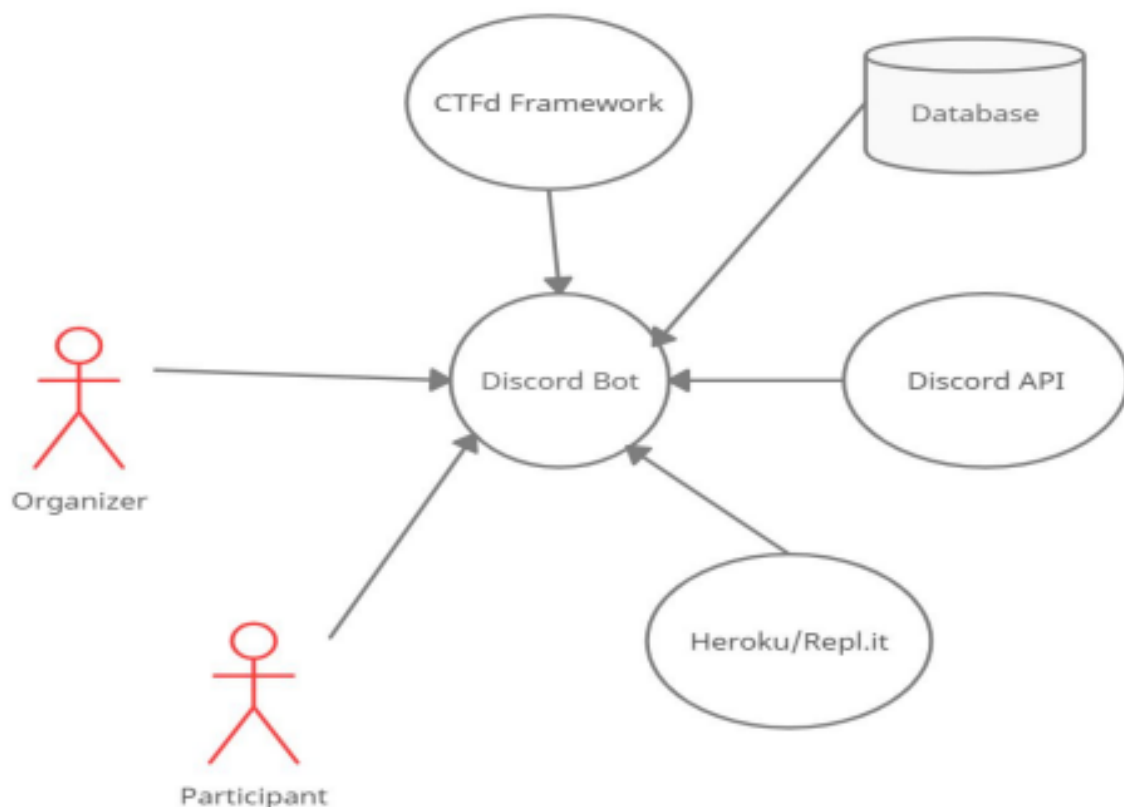 CTFd Framework
Database
Discord Bot
Discord API
Organizer
Heroku/Repl.it
Participant